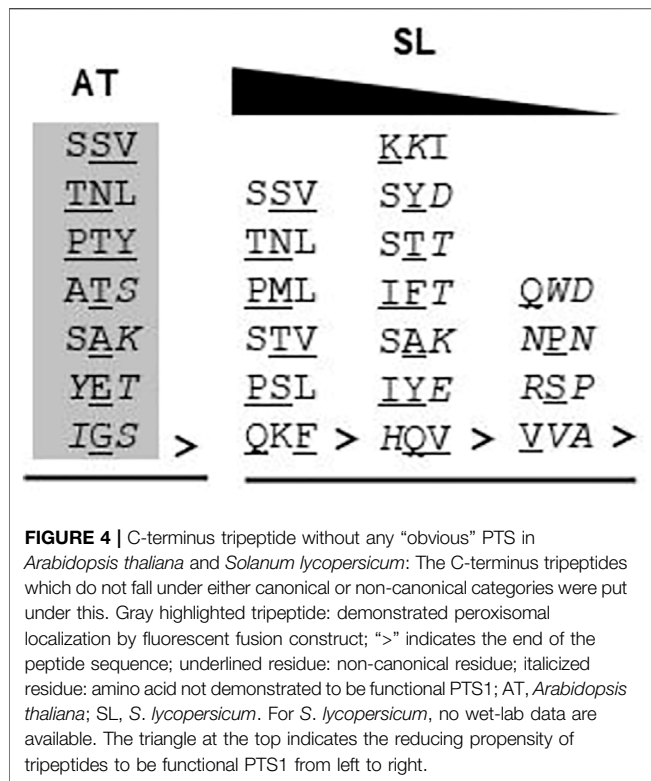 AT
SL
SSV
TNL
PTY
ATS
SAK
YET
IGS >
KKI
SSV SYD
TNL STT
PML IFT QWD
STV SAK NPN
PSL IYE RSP
QKF > HQV > VVA >
FIGURE 4 | C-terminus tripeptide without any “obvious” PTS in
Arabidopsis thaliana and Solanum lycopersicum: The C-terminus tripeptides
which do not fall under either canonical or non-canonical categories were put
under this. Gray highlighted tripeptide: demonstrated peroxisomal
localization by fluorescent fusion construct; “>” indicates the end of the
peptide sequence; underlined residue: non-canonical residue; italicized
residue: amino acid not demonstrated to be functional PTS1; AT, Arabidopsis
thaliana; SL, S. lycopersicum. For S. lycopersicum, no wet-lab data are
available. The triangle at the top indicates the reducing propensity of
tripeptides to be functional PTS1 from left to right.